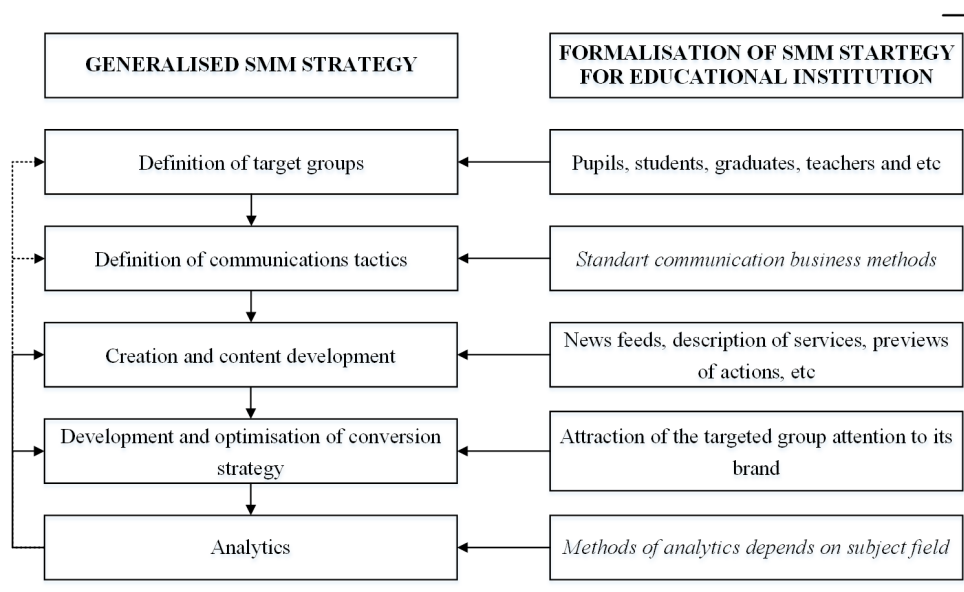 GENERALISED SMM STRATEGY
FORMALISATION OF SMM STARTEGY
FOR EDUCATIONAL INSTITUTION
Definition of target groups
Pupils, students, graduates, teachers and etc
Definition of communications tactics
Standart communication business methods
Creation and content development
News feeds, description of services, previews
of actions, etc
Development and optimisation of conversion
strategy
Attraction of the targeted group attention to its
brand
Analytics
Methods of analytics depends on subject field